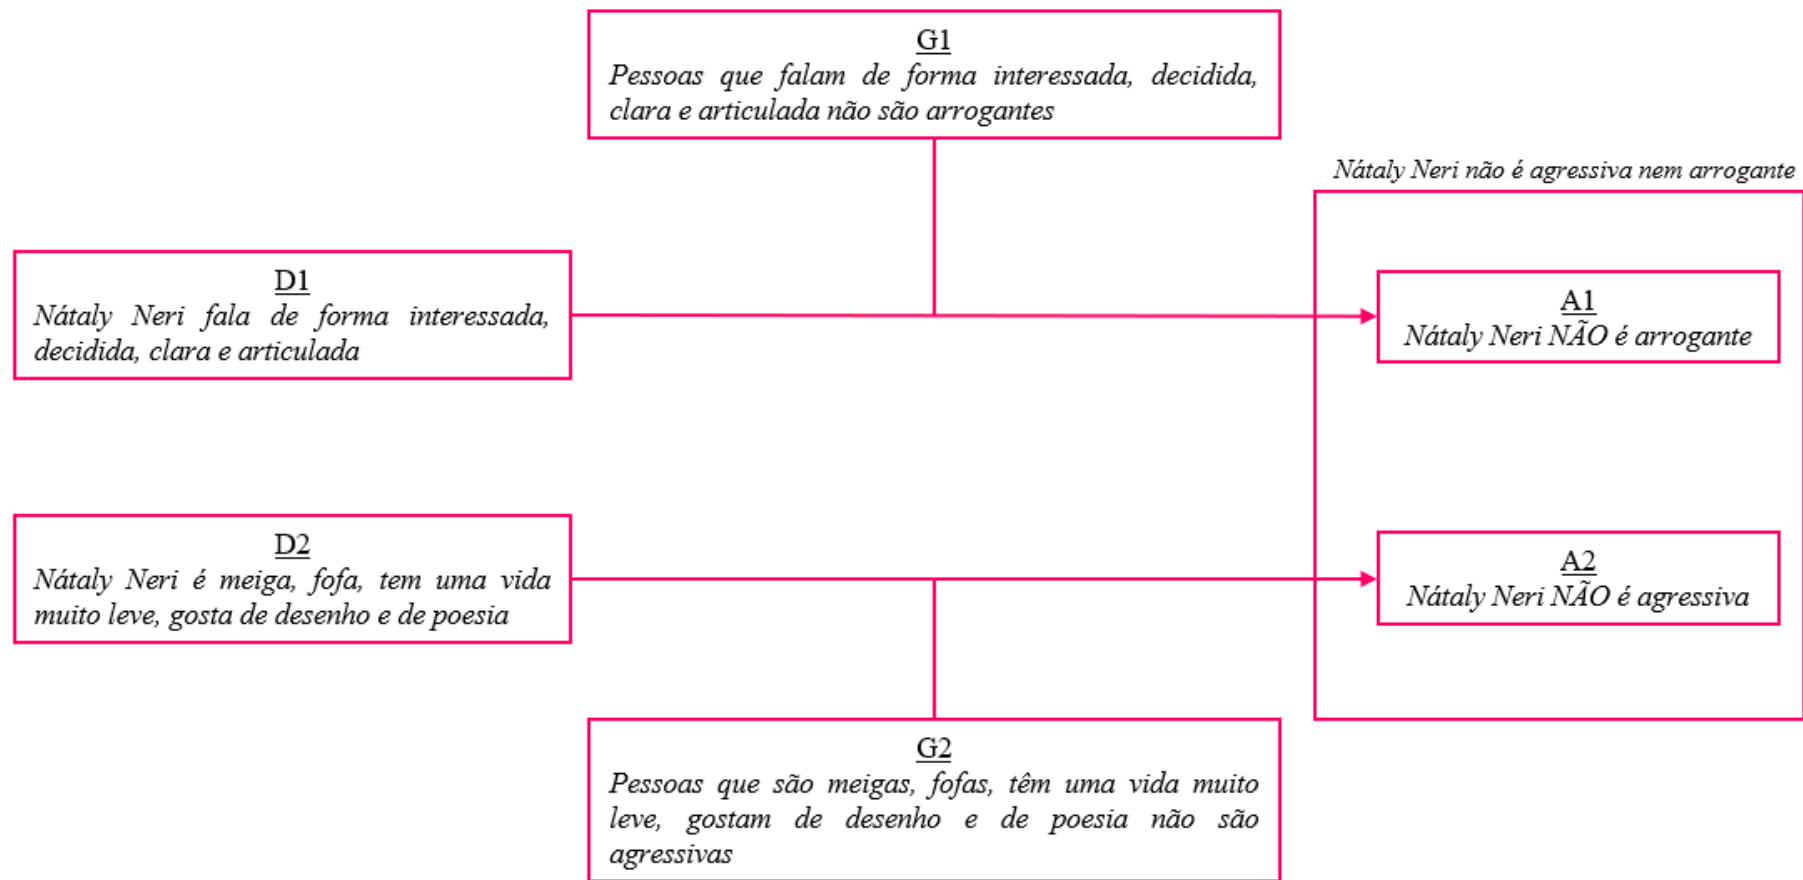 G1
Pessoas que falam de forma interessada, decidida,
clara e articulada não são arrogantes
Nátaly Neri não é agressiva nem arrogante
D1
Nátaly Neri fala de forma interessada,
decidida, clara e articulada
A1
Nátaly Neri NÃO é arrogante
D2
Nátaly Neri é meiga, fofa, tem uma vida
muito leve, gosta de desenho e de poesia
A2
Nátaly Neri NÃO é agressiva
G2
Pessoas que são meigas, fofas, têm uma vida muito
leve, gostam de desenho e de poesia não são
agressivas